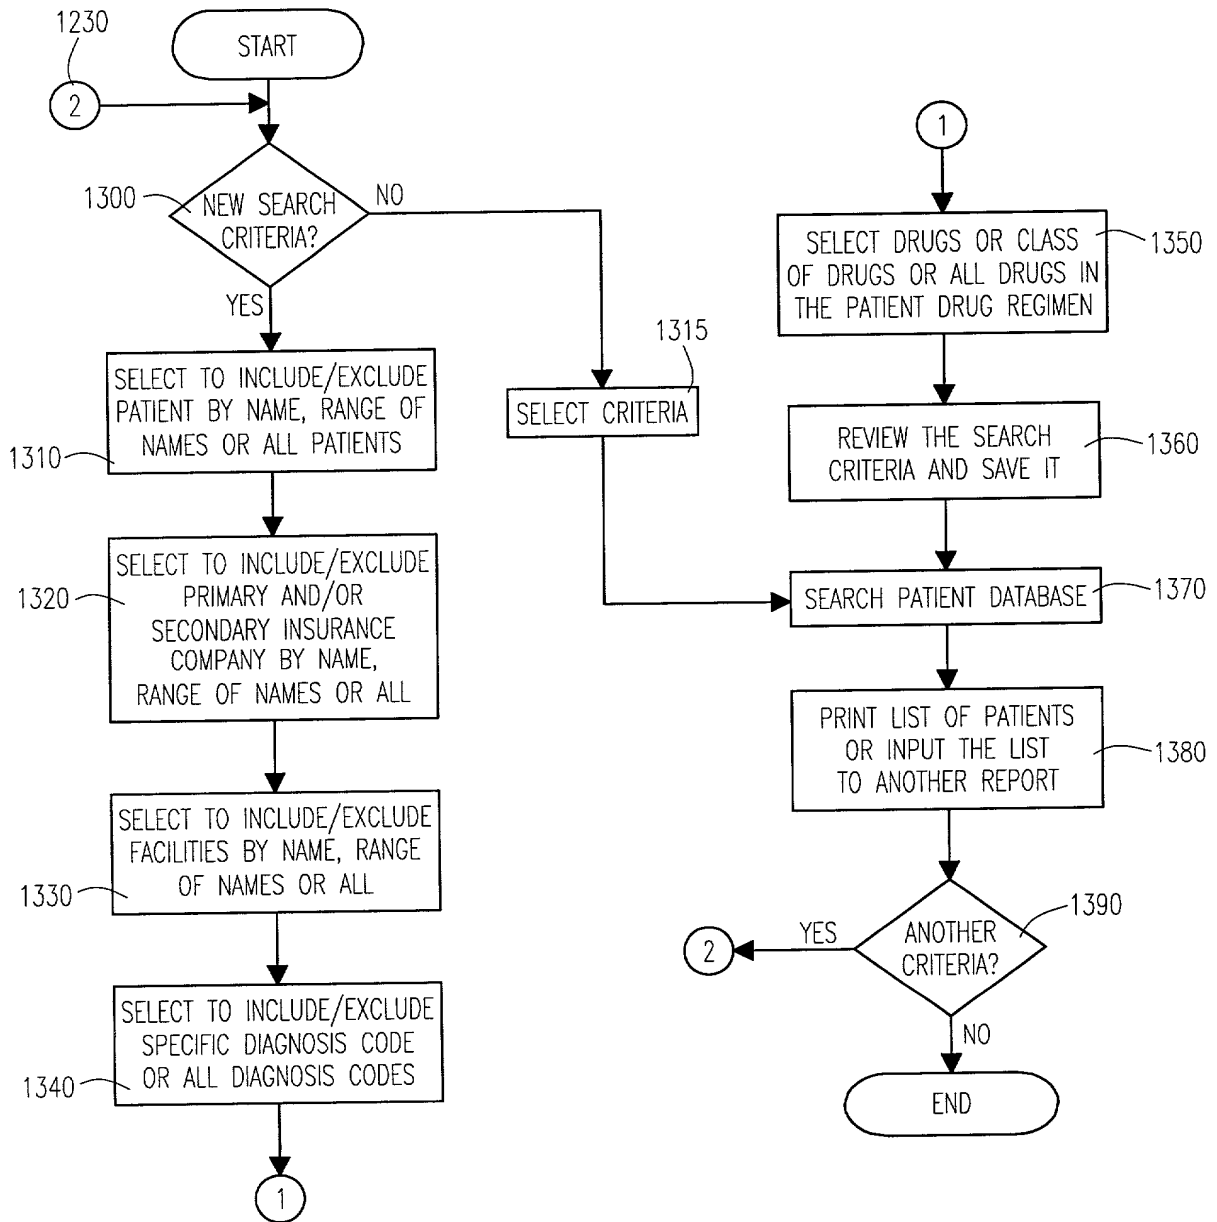 1230
START
2
1300
NEW SEARCH
CRITERIA?
NO
YES
SELECT TO INCLUDE/EXCLUDE
PATIENT BY NAME, RANGE OF
NAMES OR ALL PATIENTS
1310
1315
SELECT CRITERIA
SELECT TO INCLUDE/EXCLUDE
PRIMARY AND/OR
SECONDARY INSURANCE
COMPANY BY NAME,
RANGE OF NAMES OR ALL
1320
SELECT TO INCLUDE/EXCLUDE
FACILITIES BY NAME, RANGE
OF NAMES OR ALL
1330
SELECT TO INCLUDE/EXCLUDE
SPECIFIC DIAGNOSIS CODE
OR ALL DIAGNOSIS CODES
1340
1
1
SELECT DRUGS OR CLASS
OF DRUGS OR ALL DRUGS IN
THE PATIENT DRUG REGIMEN
1350
REVIEW THE SEARCH
CRITERIA AND SAVE IT
1360
SEARCH PATIENT DATABASE
1370
PRINT LIST OF PATIENTS
OR INPUT THE LIST
TO ANOTHER REPORT
1380
ANOTHER
CRITERIA?
1390
YES
2
NO
END